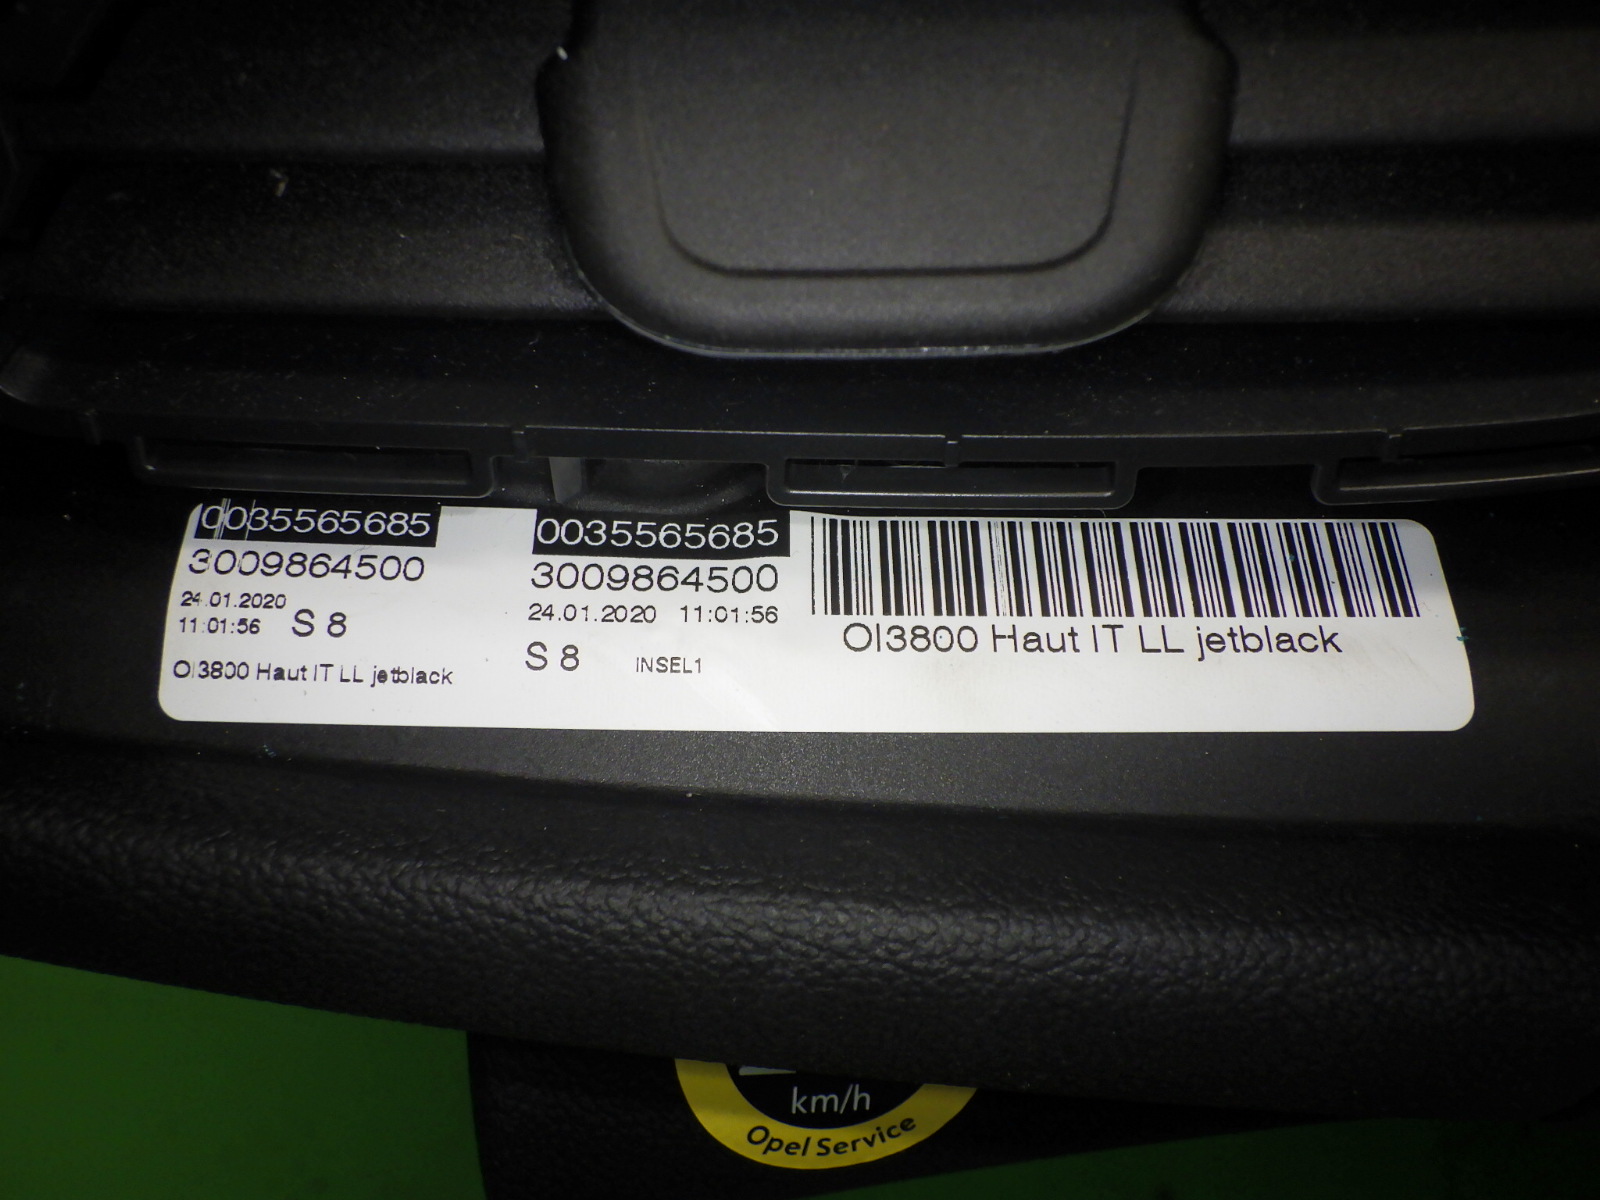 0035565685
3009864500
24.01.2020
11:01:56 S 8
OI3800 Haut IT LL jetblack
0035565685
3009864500
24.01.2020 11:01:56
S 8 INSEL1
OI3800 Haut IT LL jetblack
km/h
Opel Service